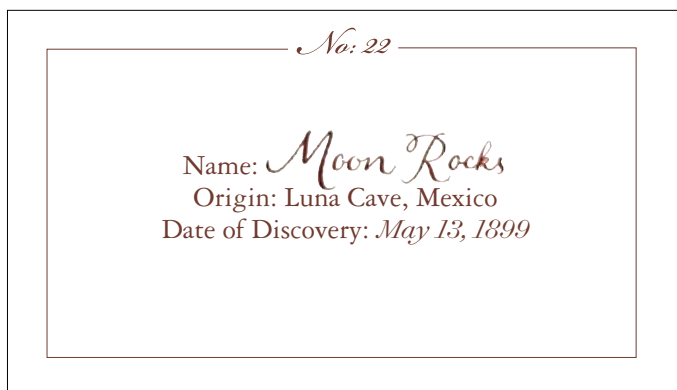 No: 22
Name: Moon Rocks
Origin: Luna Cave, Mexico
Date of Discovery: May 13, 1899